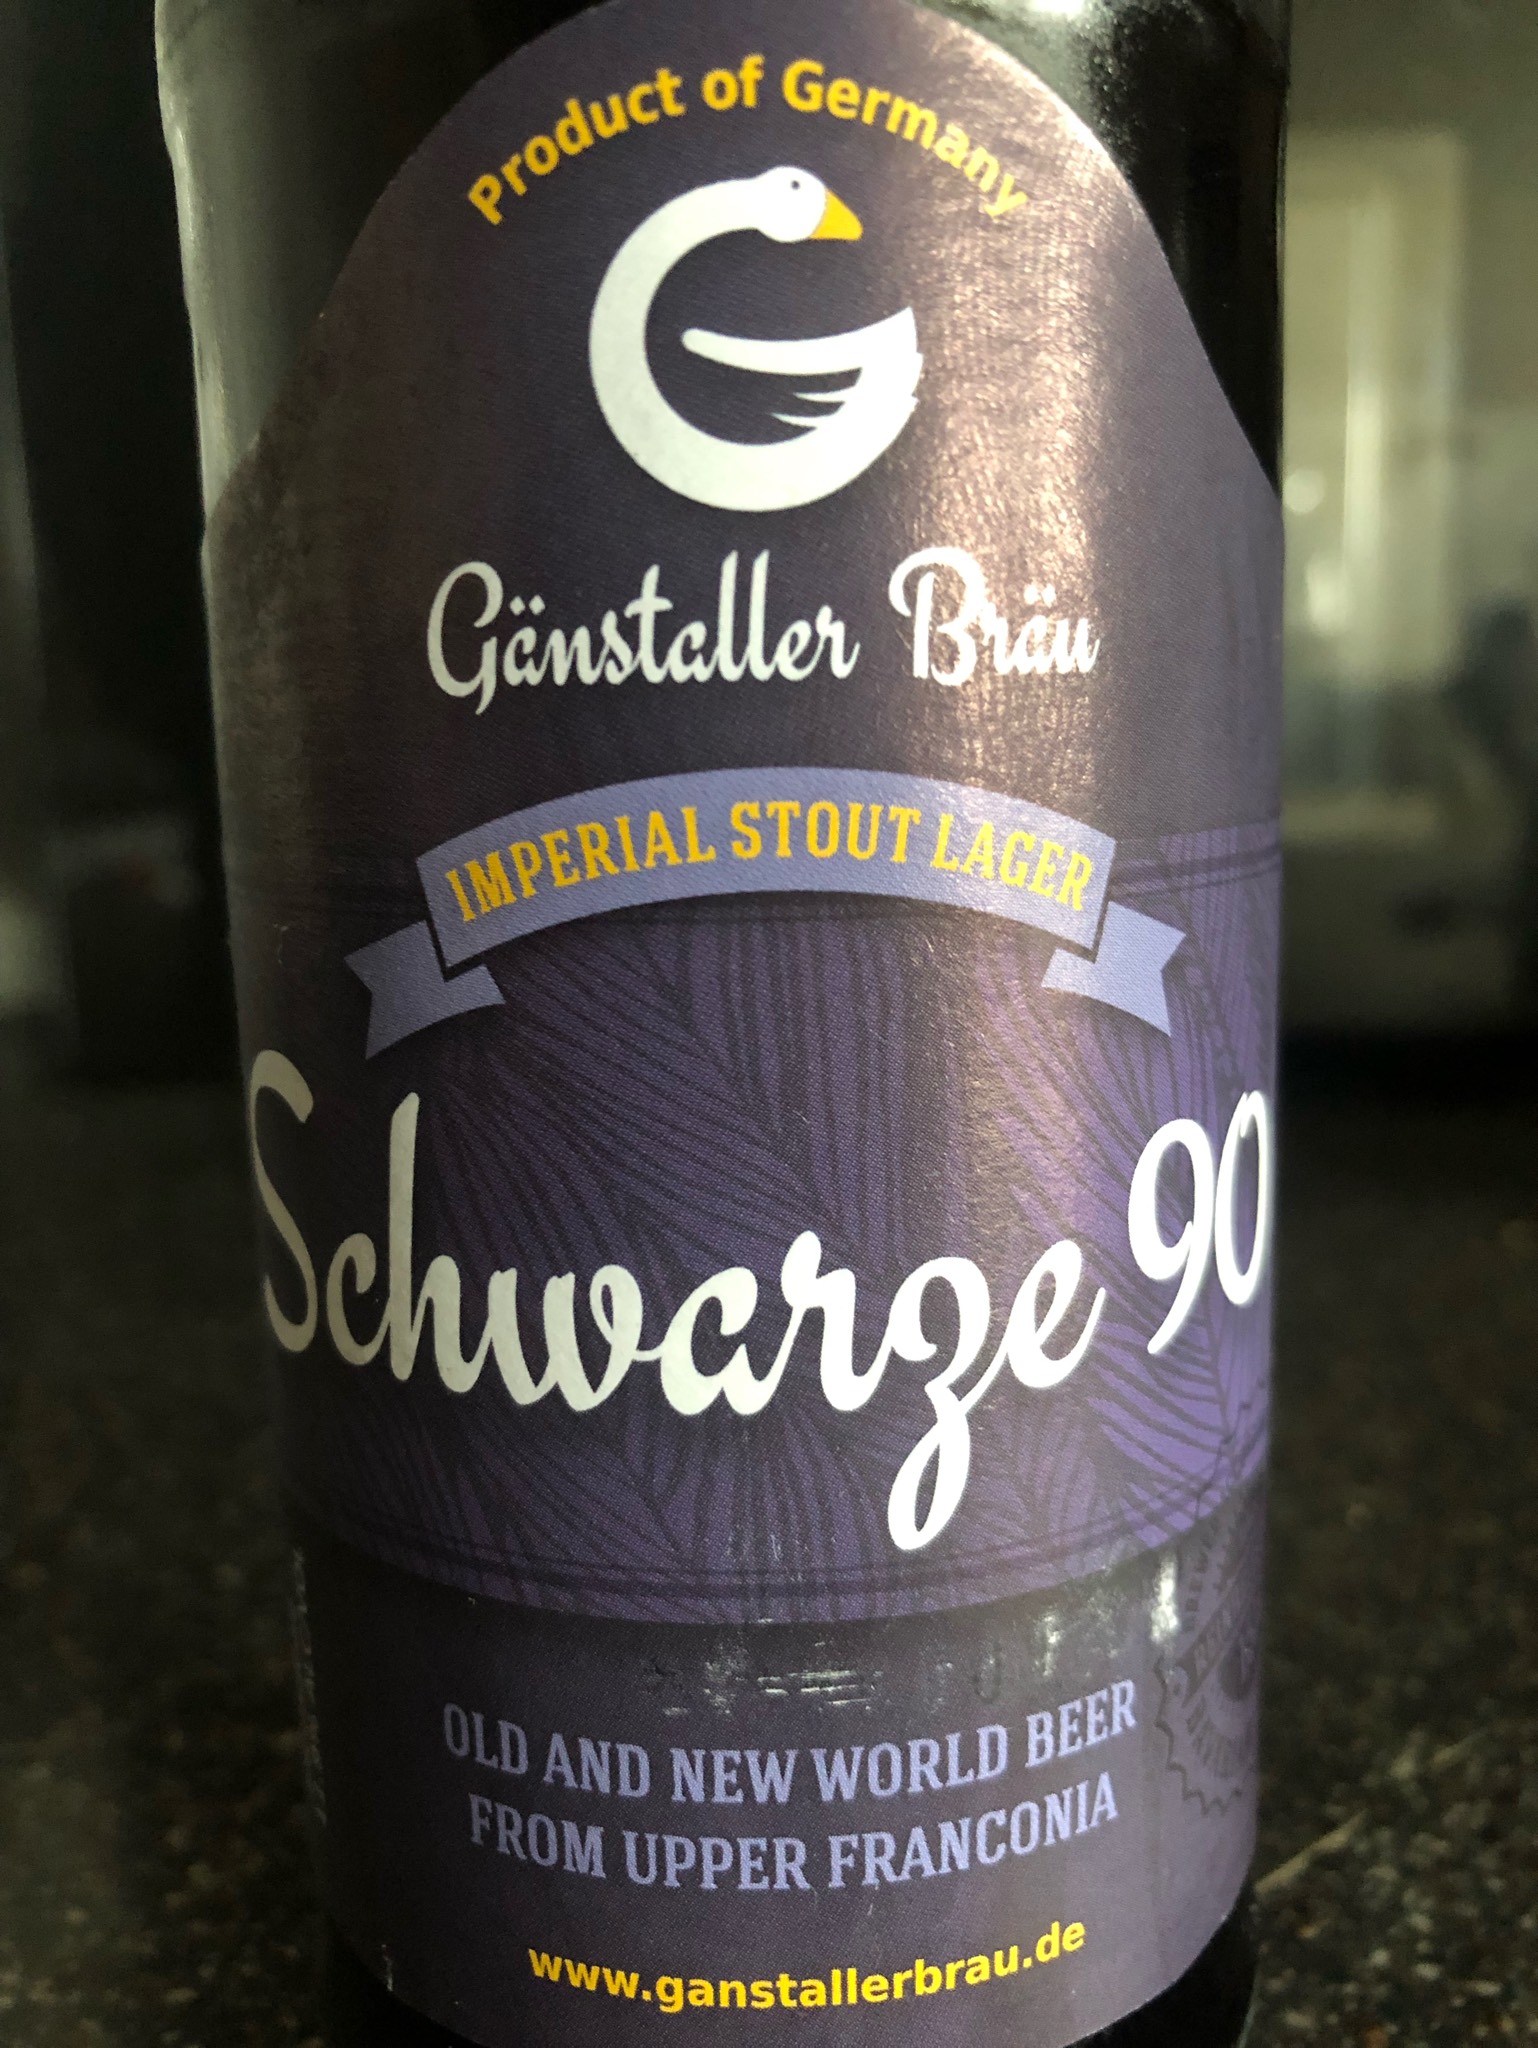 Product of Germany
Gänstaller Bräu
IMPERIAL STOUT LAGER
Schwarze 90
OLD AND NEW WORLD BEER
FROM UPPER FRANCONIA
www.ganstallerbrau.de